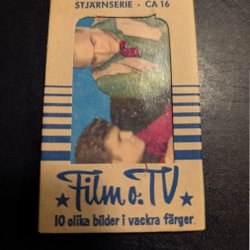 STJÄRNSERIE - CA 16
Film o. TV
10 olika bilder i vackra färger.